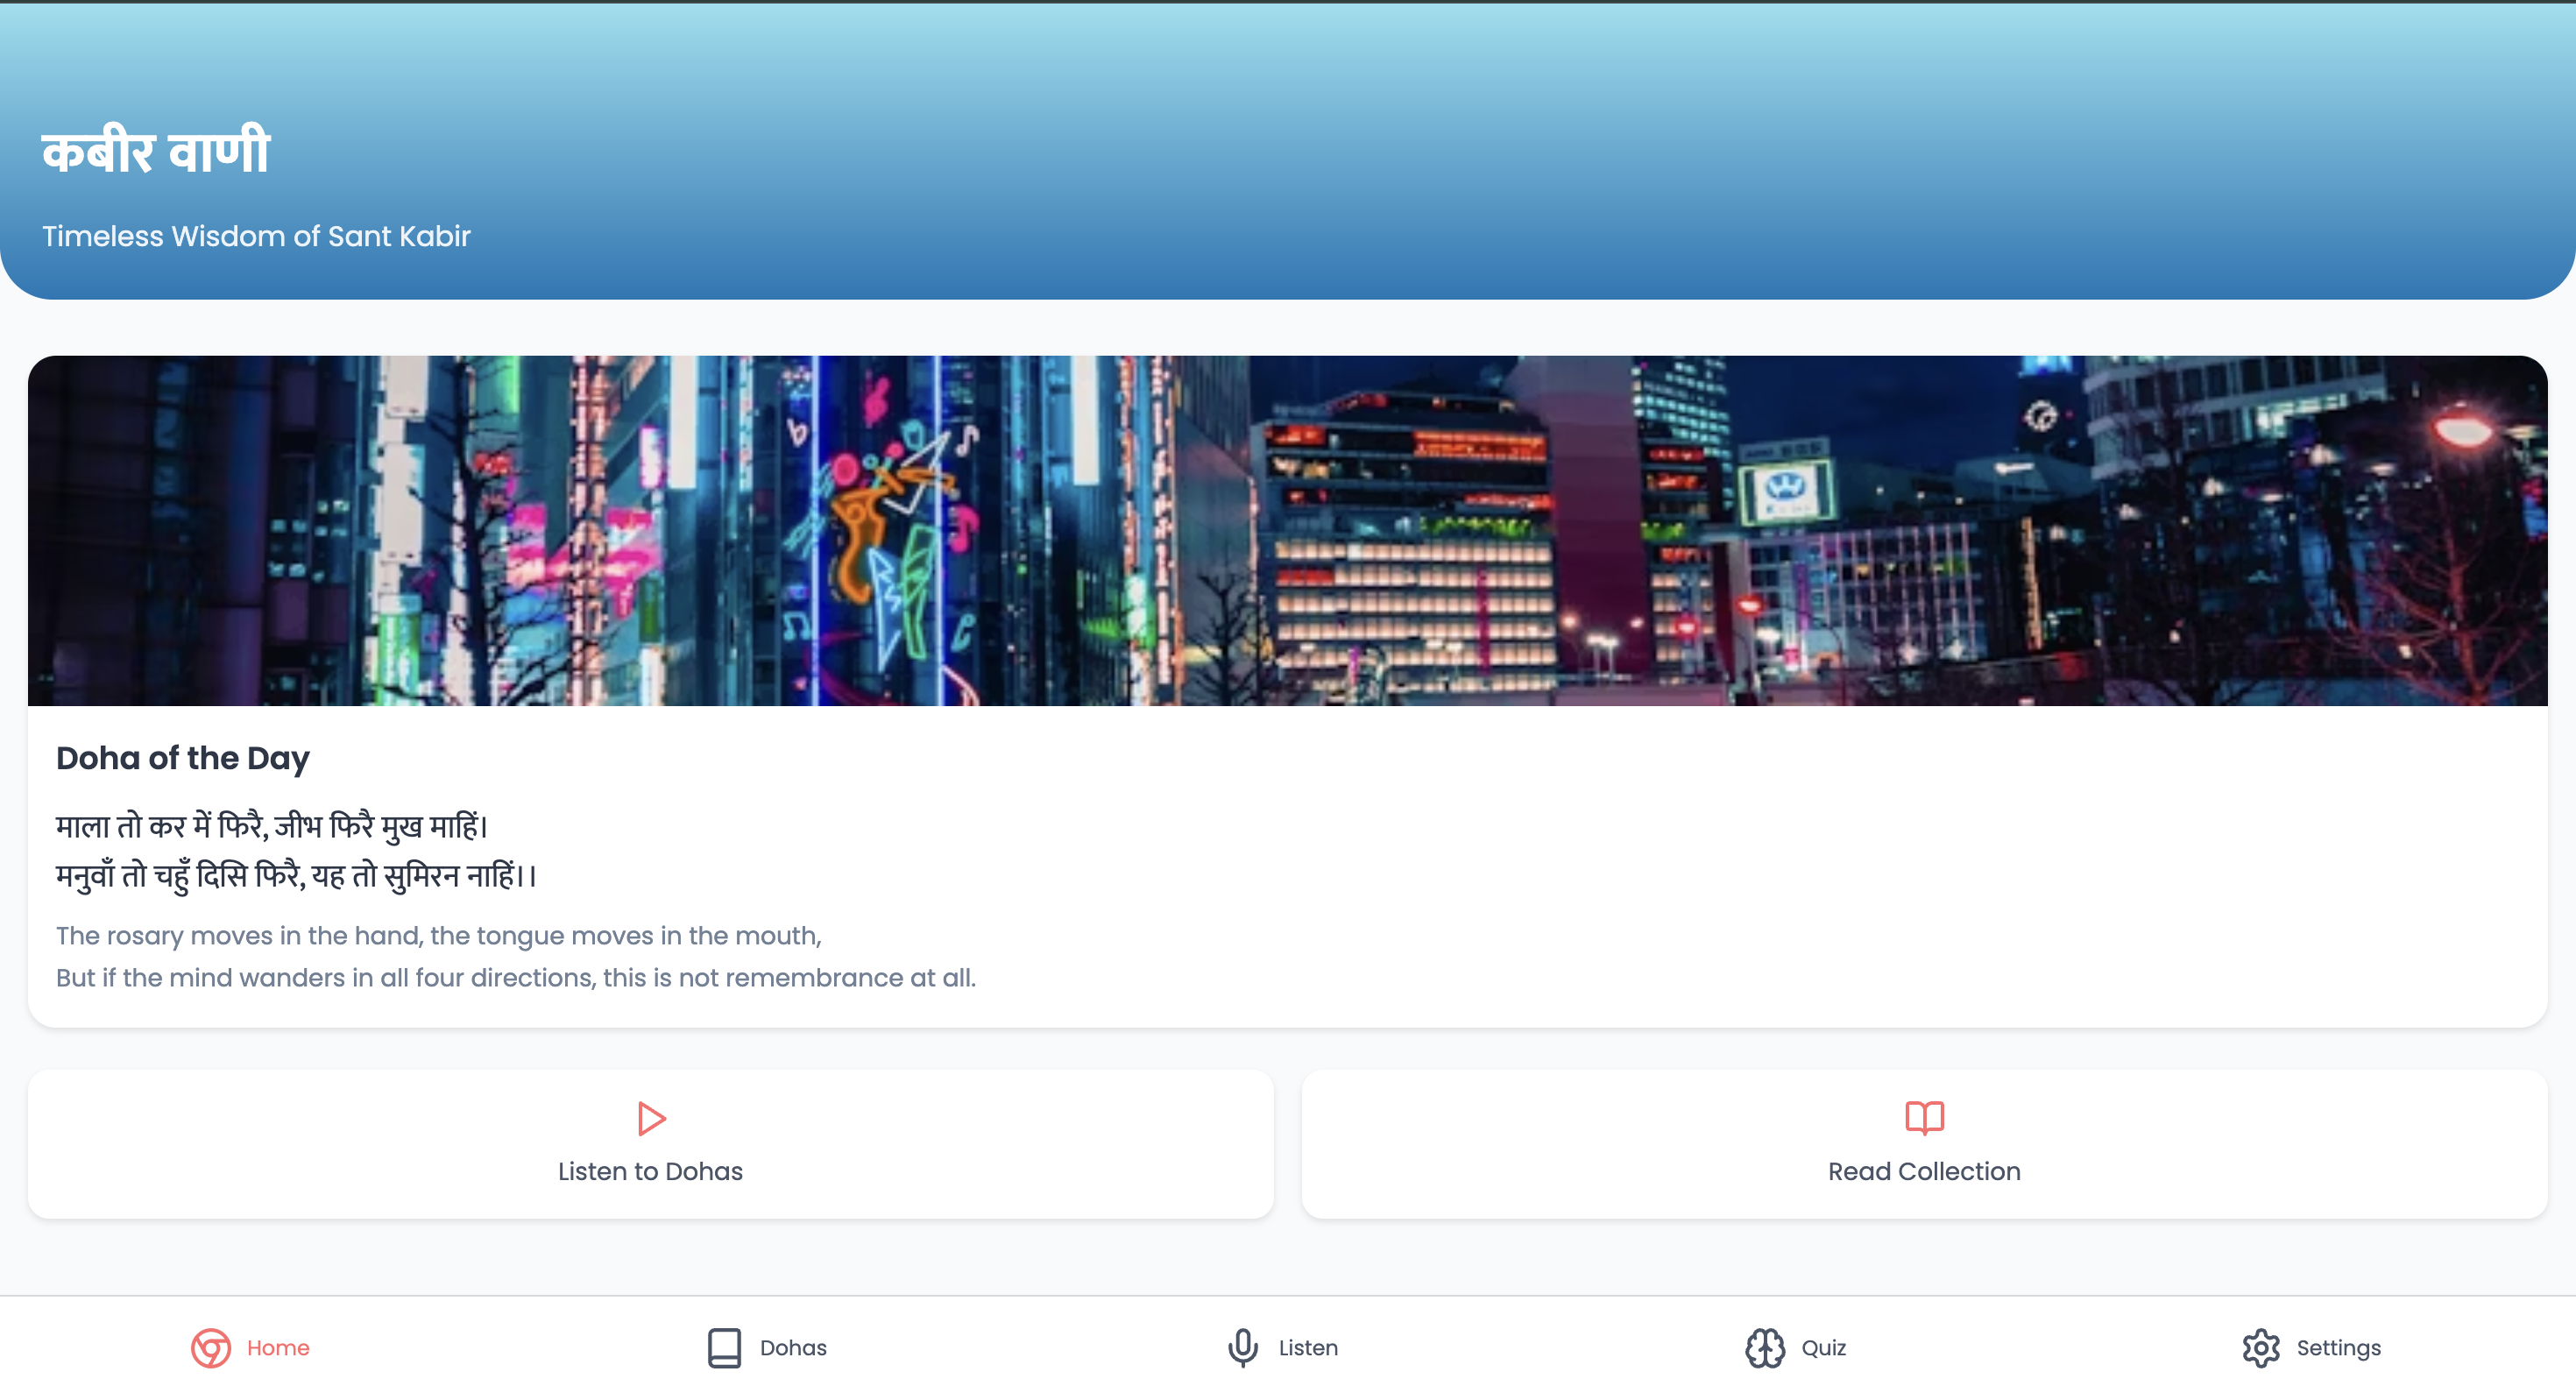 कबीर वाणी
Timeless Wisdom of Sant Kabir
Doha of the Day
माला तो कर में फिरै, जीभ फिरै मुख माहिं।
मनुवाँ तो चहुँ दिसि फिरै, यह तो सुमिरन नाहिं।।
The rosary moves in the hand, the tongue moves in the mouth,
But if the mind wanders in all four directions, this is not remembrance at all.
Listen to Dohas
Read Collection
Home
Dohas
Listen
Quiz
Settings